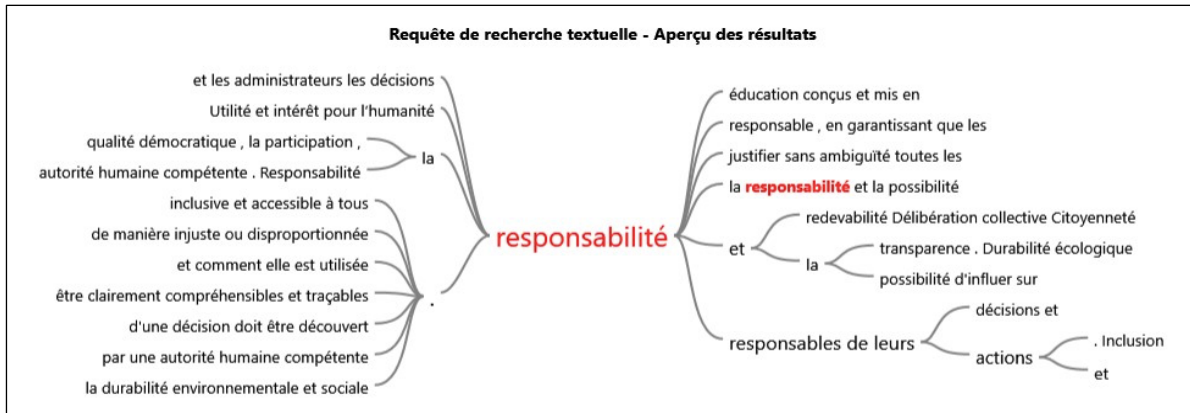 Requête de recherche textuelle - Aperçu des résultats
et les administrateurs les décisions
Utilité et intérêt pour l'humanité
qualité démocratique , la participation ,
la
autorité humaine compétente . Responsabilité
inclusive et accessible à tous
de manière injuste ou disproportionnée
et comment elle est utilisée
être clairement compréhensibles et traçables
.
d'une décision doit être découvert
par une autorité humaine compétente
la durabilité environnementale et sociale
responsabilité
éducation conçus et mis en
responsable , en garantissant que les
justifier sans ambiguïté toutes les
la responsabilité et la possibilité
et
redevabilité Délibération collective Citoyenneté
la
transparence . Durabilité écologique
possibilité d'influer sur
responsables de leurs
décisions et
actions
. Inclusion
et